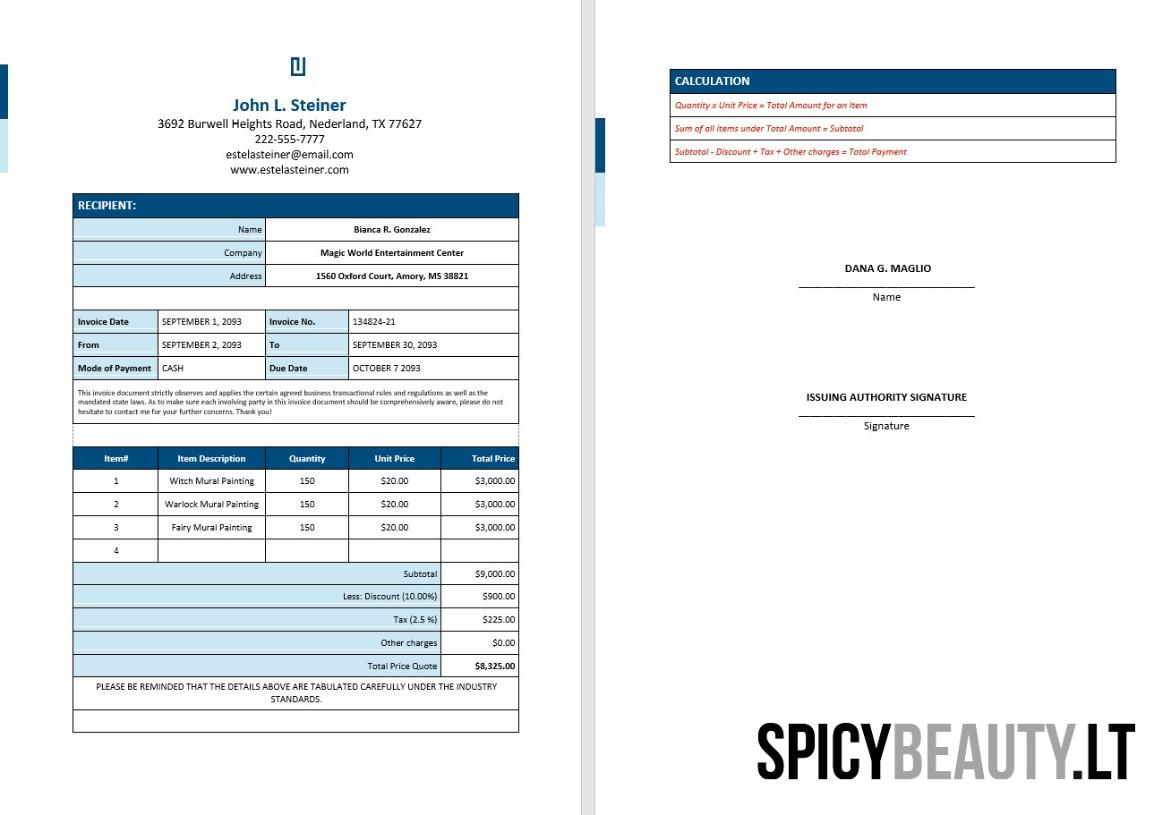 John L. Steiner
3692 Burwell Heights Road, Nederland, TX 77627
222-555-7777
estelasteiner@email.com
www.estelasteiner.com
RECIPIENT:
Name Bianca R. Gonzalez
Company Magic World Entertainment Center
Address 1560 Oxford Court, Amory, MS 38821
Invoice Date SEPTEMBER 1, 2093 Invoice No. 134824-21
From SEPTEMBER 2, 2093 To SEPTEMBER 30, 2093
Mode of Payment CASH Due Date OCTOBER 7 2093
This invoice document strictly observes and applies the certain agreed business transactional rules and regulations as well as the
mandated state laws. As to make sure each involving party in this invoice document should be comprehensively aware, please do not
hesitate to contact me for your further concerns. Thank you!
Item# Item Description Quantity Unit Price Total Price
1 Witch Mural Painting 150 $20.00 $3,000.00
2 Warlock Mural Painting 150 $20.00 $3,000.00
3 Fairy Mural Painting 150 $20.00 $3,000.00
4
Subtotal $9,000.00
Less: Discount (10.00%) $900.00
Tax (2.5 %) $225.00
Other charges $0.00
Total Price Quote $8,325.00
PLEASE BE REMINDED THAT THE DETAILS ABOVE ARE TABULATED CAREFULLY UNDER THE INDUSTRY
STANDARDS.
CALCULATION
Quantity x Unit Price = Total Amount for an Item
Sum of all items under Total Amount = Subtotal
Subtotal - Discount + Tax + Other charges = Total Payment
DANA G. MAGLIO
Name
ISSUING AUTHORITY SIGNATURE
Signature
SPICYBEAUTY.LT